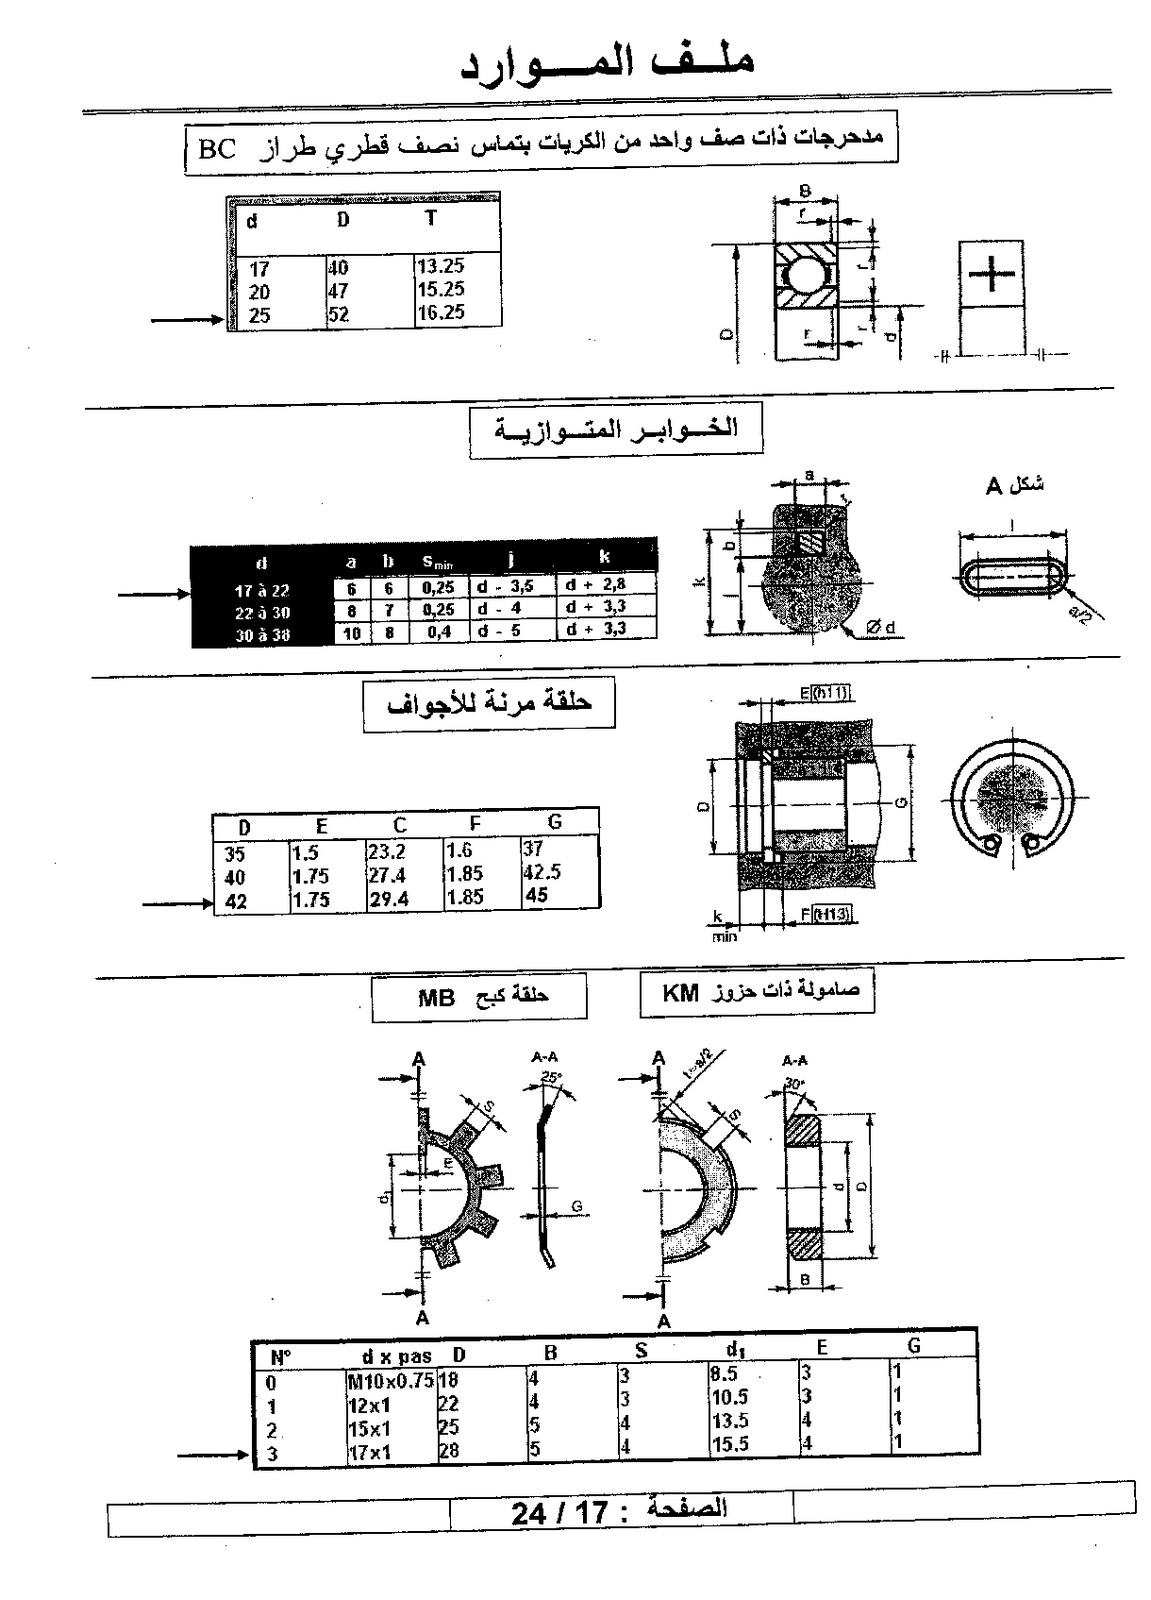 ملف الموارد
مدحرجات ذات صف واحد من الكريات بتماس نصف قطري طراز BC
d D T
17 40 13.25
20 47 15.25
25 52 16.25
B
r
r
r
r
D
d
الخوابر المتوازية
شكل A
a
b
k
j
Ød
l
a/2
d a b smin j k
17 à 22 6 6 0,25 d - 3,5 d + 2,8
22 à 30 8 7 0,25 d - 4 d + 3,3
30 à 38 10 8 0,4 d - 5 d + 3,3
حلقة مرنة للأجواف
E (h11)
D
G
k
min
F (H13)
D E C F G
35 1.5 23.2 1.6 37
40 1.75 27.4 1.85 42.5
42 1.75 29.4 1.85 45
صامولة ذات حزوز KM
حلقة كبح MB
A A-A A A-A
25° 30°
S S
E
d1
G
d
D
B
A A
N° d x pas D B S d1 E G
0 M10x0.75 18 4 3 8.5 3 1
1 12x1 22 4 3 10.5 3 1
2 15x1 25 5 4 13.5 4 1
3 17x1 28 5 4 15.5 4 1
الصفحة : 17 / 24